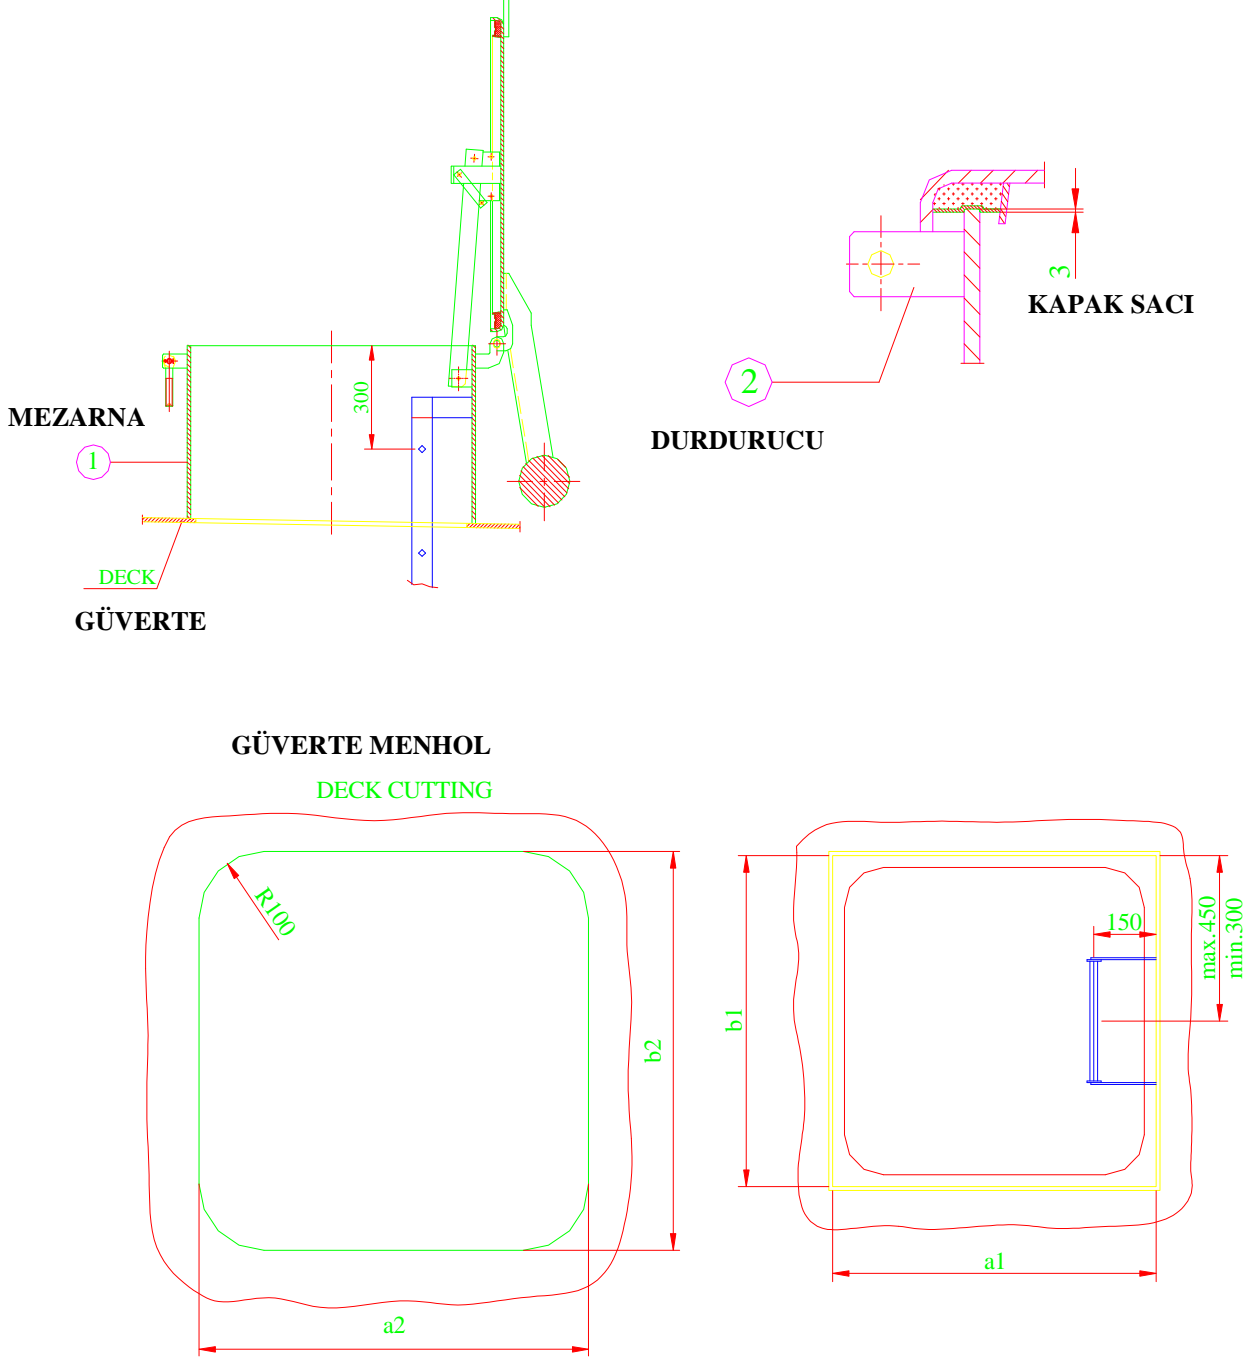 3
KAPAK SACI
300
MEZARNA
1
2
DURDURUCU
DECK
GÜVERTE
GÜVERTE MENHOL
DECK CUTTING
R100
b2
a2
150
max.450
min.300
b1
a1